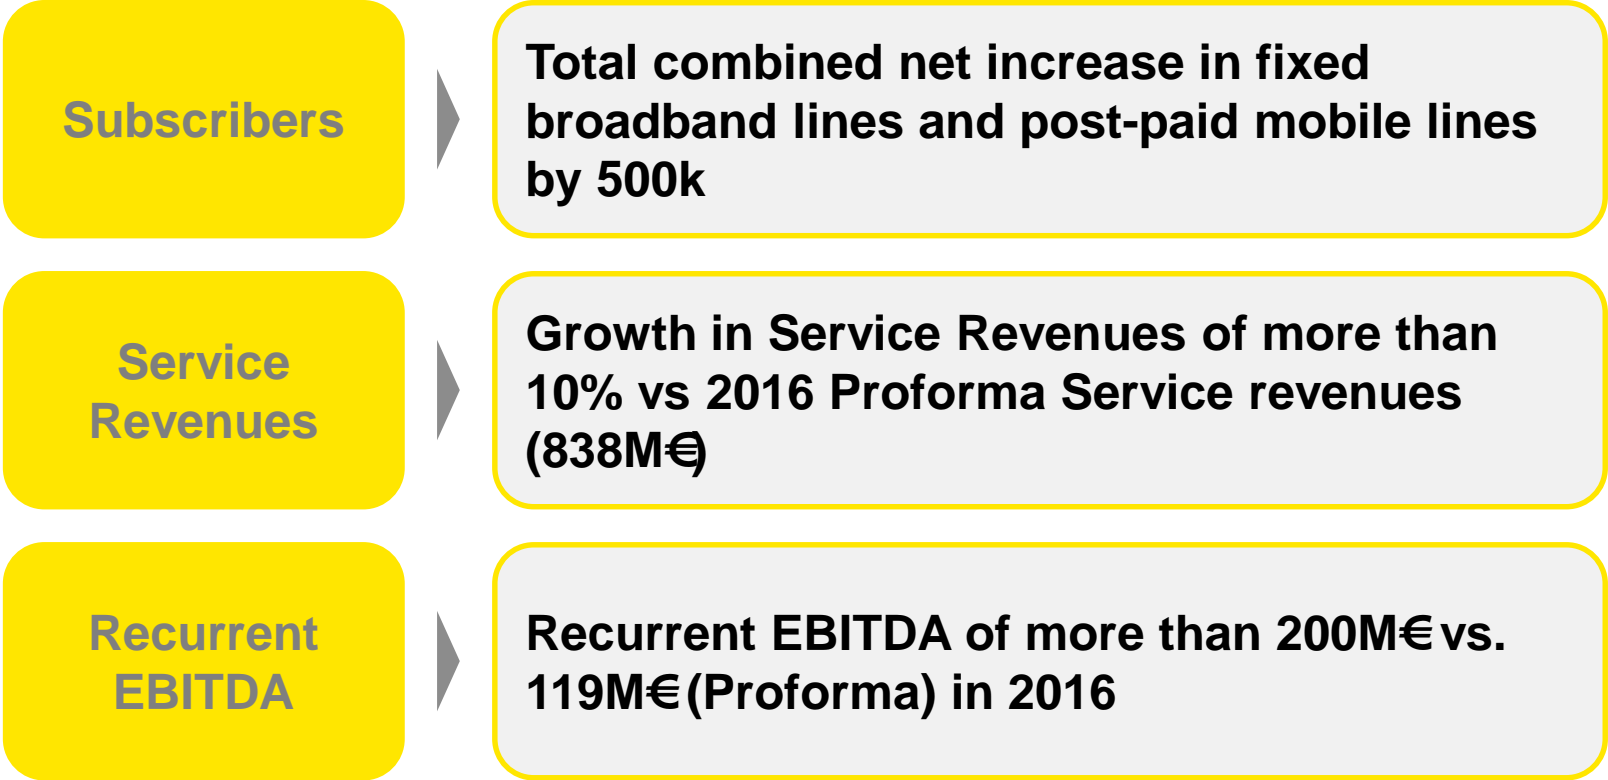 Subscribers
Total combined net increase in fixed
broadband lines and post-paid mobile lines
by 500k
Service
Revenues
Growth in Service Revenues of more than
10% vs 2016 Proforma Service revenues
(838M€)
Recurrent
EBITDA
Recurrent EBITDA of more than 200M€ vs.
119M€ (Proforma) in 2016